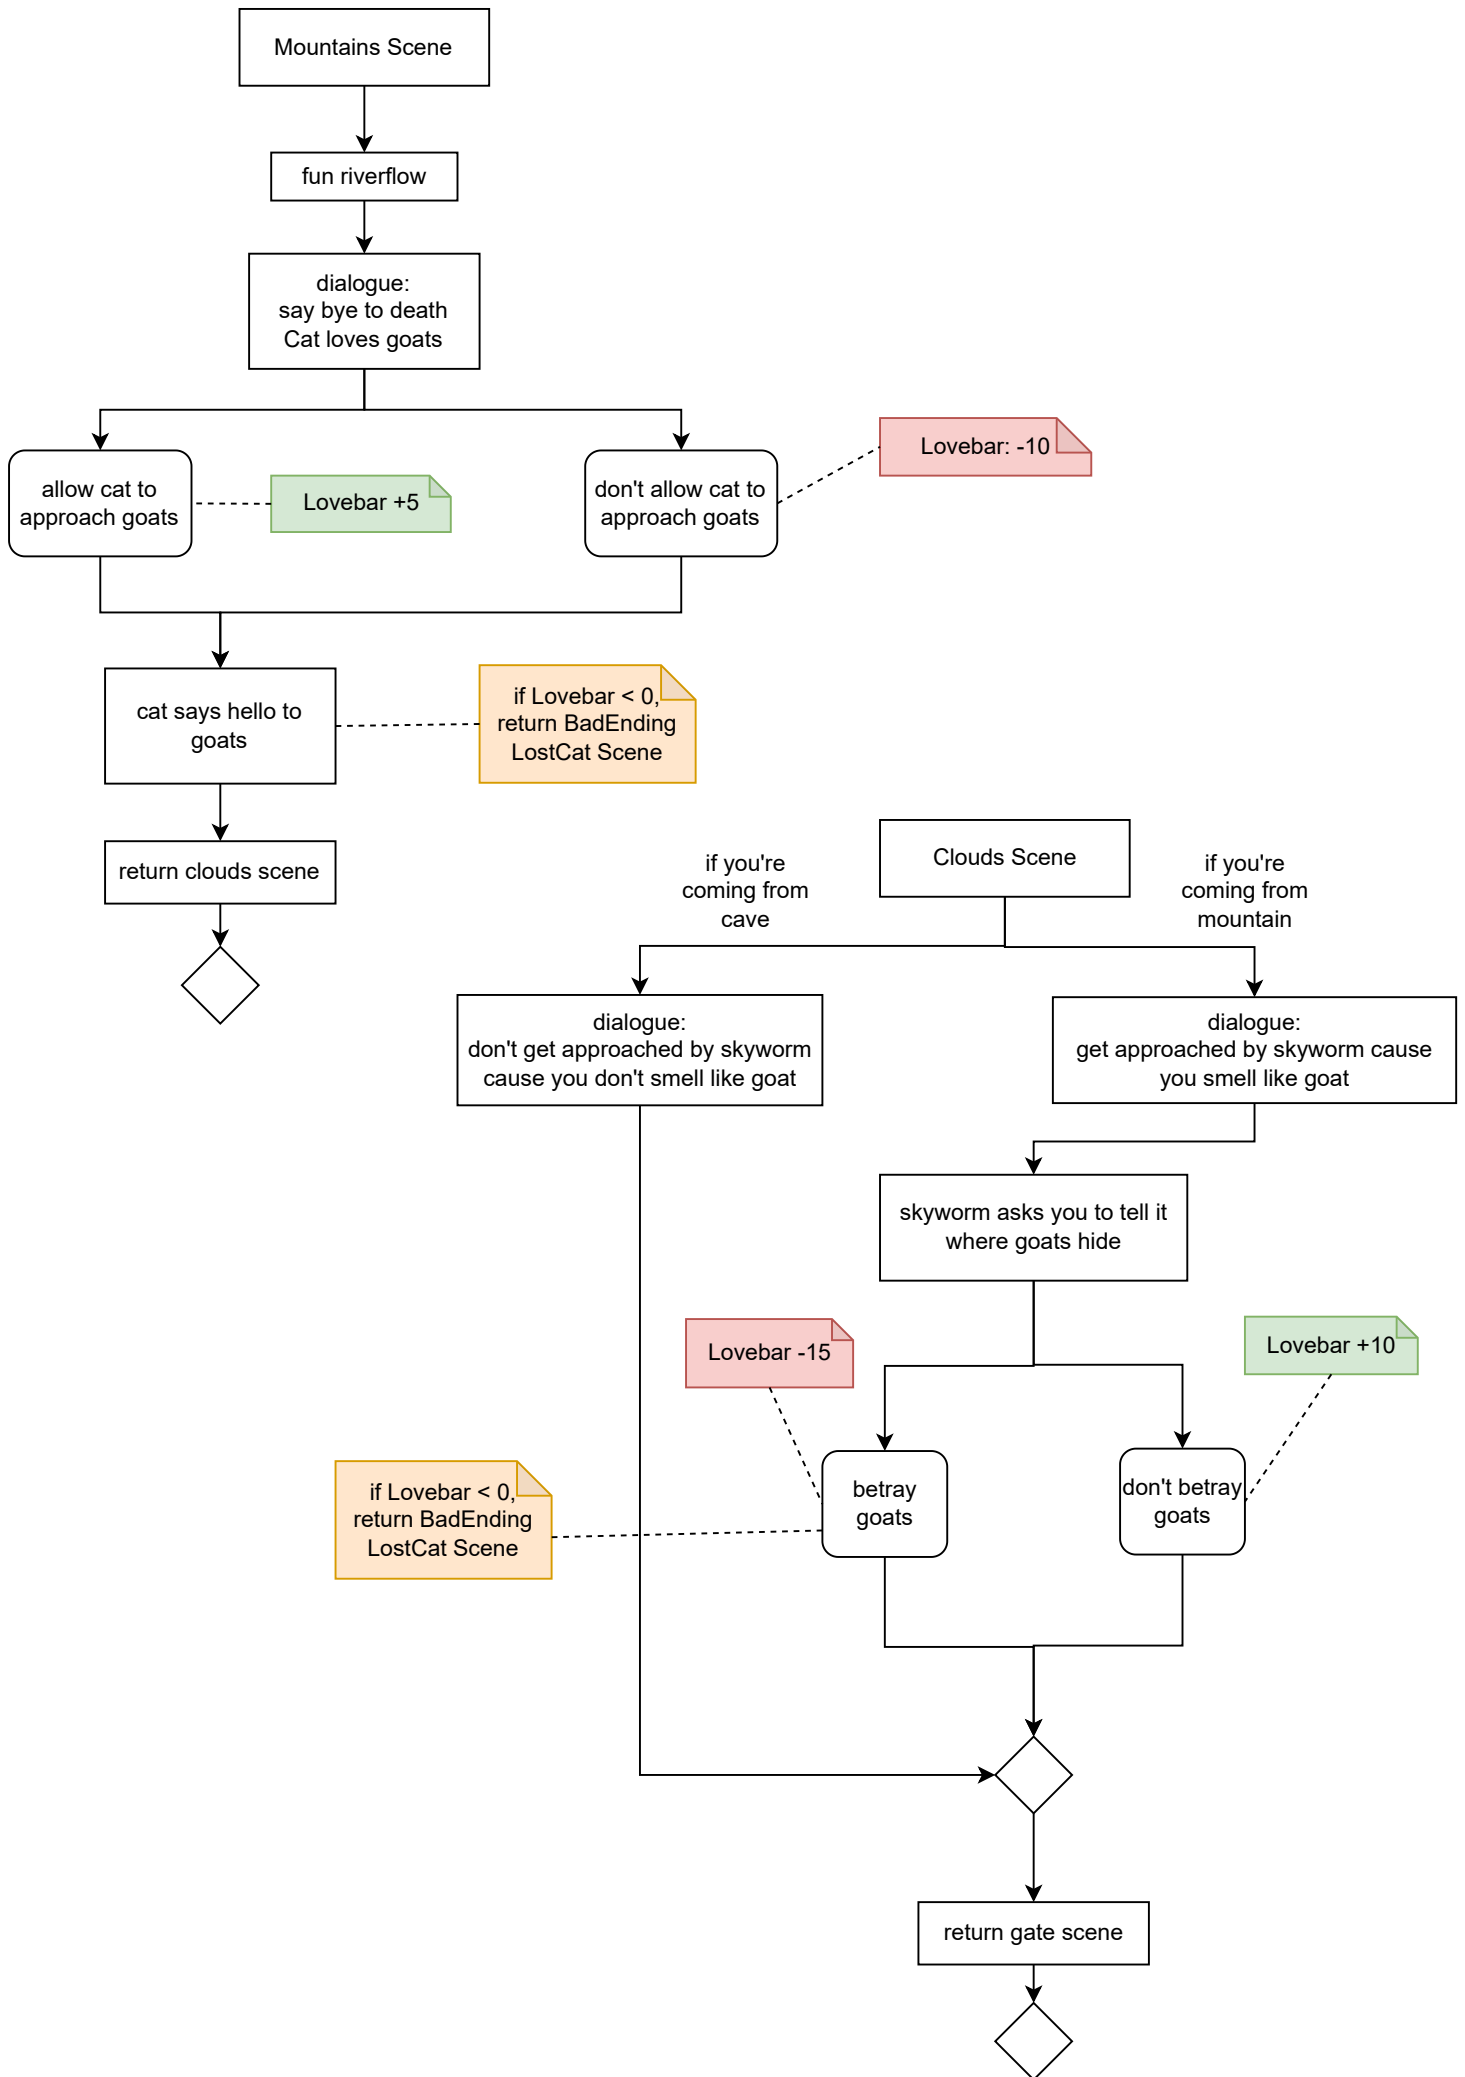 Mountains Scene
fun riverflow
dialogue:
say bye to death
Cat loves goats
allow cat to
approach goats
Lovebar +5
don't allow cat to
approach goats
Lovebar: -10
cat says hello to
goats
if Lovebar < 0,
return BadEnding
LostCat Scene
return clouds scene
Clouds Scene
if you're
coming from
cave
if you're
coming from
mountain
dialogue:
don't get approached by skyworm
cause you don't smell like goat
dialogue:
get approached by skyworm cause
you smell like goat
skyworm asks you to tell it
where goats hide
Lovebar -15
Lovebar +10
if Lovebar < 0,
return BadEnding
LostCat Scene
betray
goats
don't betray
goats
return gate scene